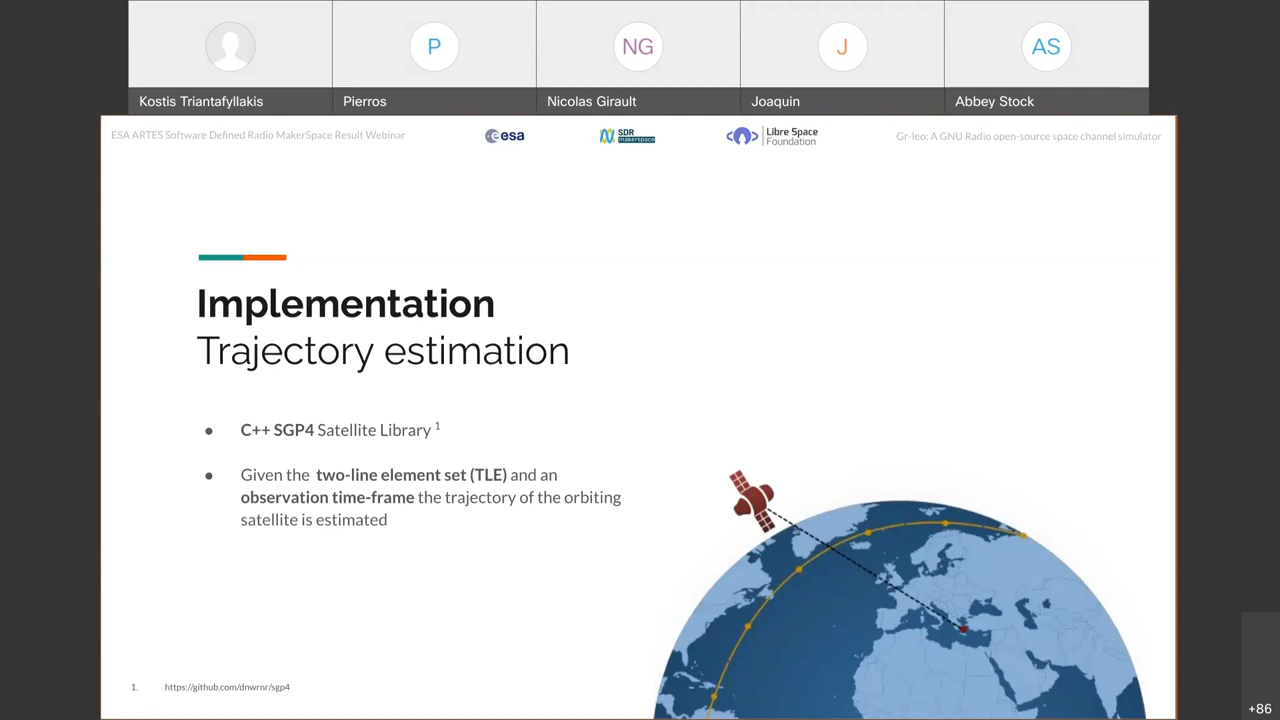 P
NG
J
AS
Kostis Triantafyllakis
Pierros
Nicolas Girault
Joaquin
Abbey Stock
ESA ARTES Software Defined Radio MakerSpace Result Webinar
esa
SDR
makerspace
Libre Space
Foundation
Gr-leo: A GNU Radio open-source space channel simulator
Implementation
Trajectory estimation
● C++ SGP4 Satellite Library 1
● Given the two-line element set (TLE) and an
observation time-frame the trajectory of the orbiting
satellite is estimated
1. https://github.com/dnwrnr/sgp4
+86